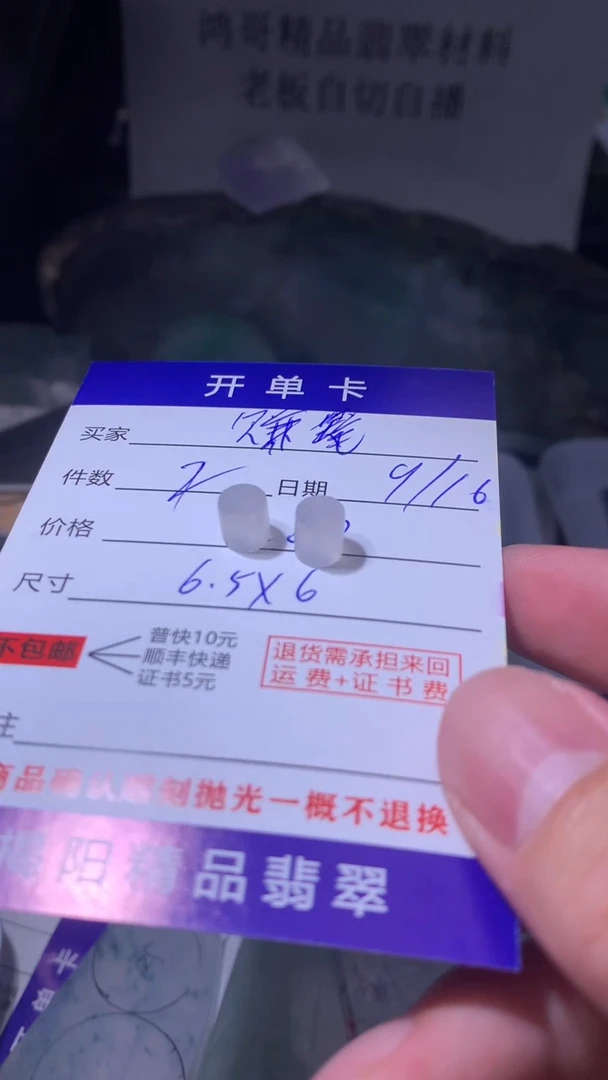 鸿哥精品翡翠材料
老板自切自播
开单卡
买家
件数 2 日期 9/16
价格
尺寸 6.5X6
不包邮
普快10元
顺丰快递
证书5元
退货需承担来回
运费+证书费
商品确认雕刻抛光一概不退换
揭阳精品翡翠